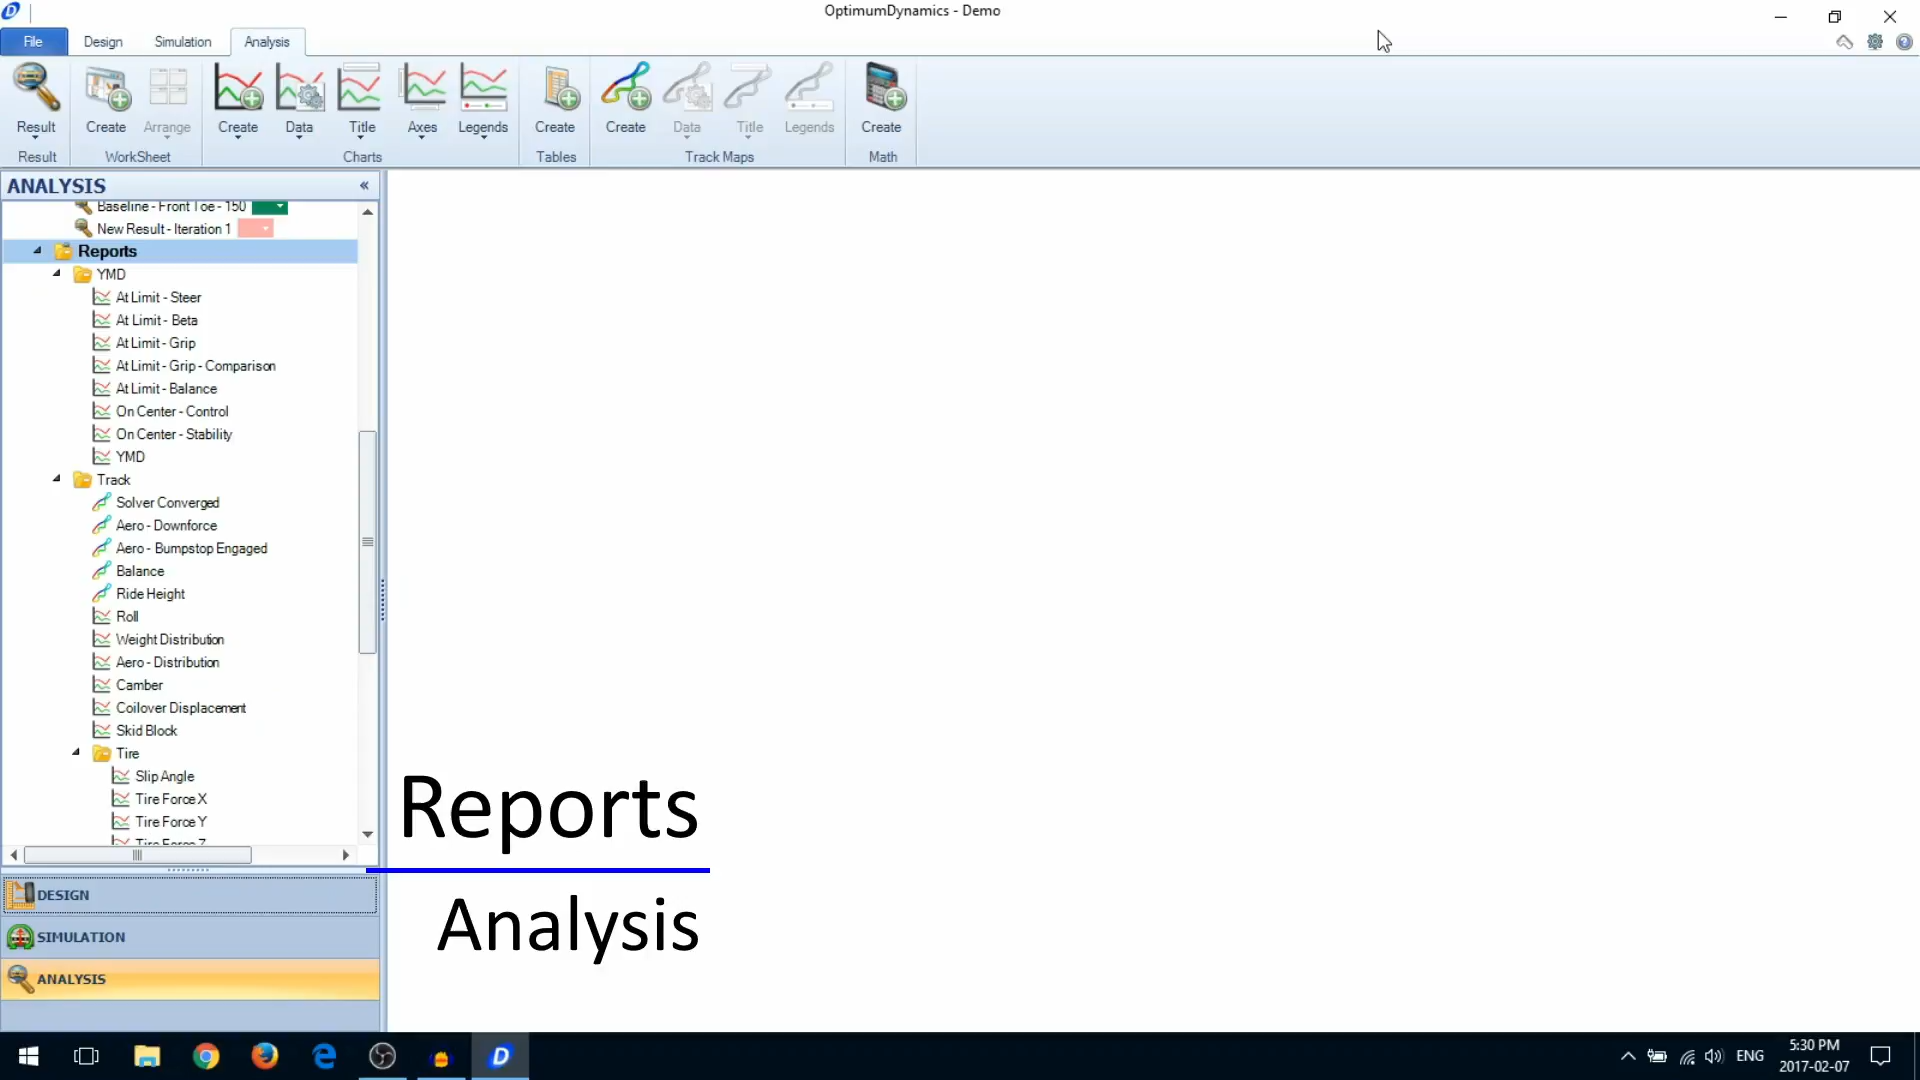 OptimumDynamics - Demo
File Design Simulation Analysis
Result Create Arrange Create Data Title Axes Legends Create Create Data Title Legends Create
Result WorkSheet Charts Tables Track Maps Math
ANALYSIS «
Baseline - Front Toe - 150
New Result - Iteration 1
Reports
YMD
At Limit - Steer
At Limit - Beta
At Limit - Grip
At Limit - Grip - Comparison
At Limit - Balance
On Center - Control
On Center - Stability
YMD
Track
Solver Converged
Aero - Downforce
Aero - Bumpstop Engaged
Balance
Ride Height
Roll
Weight Distribution
Aero - Distribution
Camber
Coilover Displacement
Skid Block
Tire
Slip Angle
Tire Force X
Tire Force Y
Tire Force Z
Reports
Analysis
DESIGN
SIMULATION
ANALYSIS
ENG
5:30 PM
2017-02-07